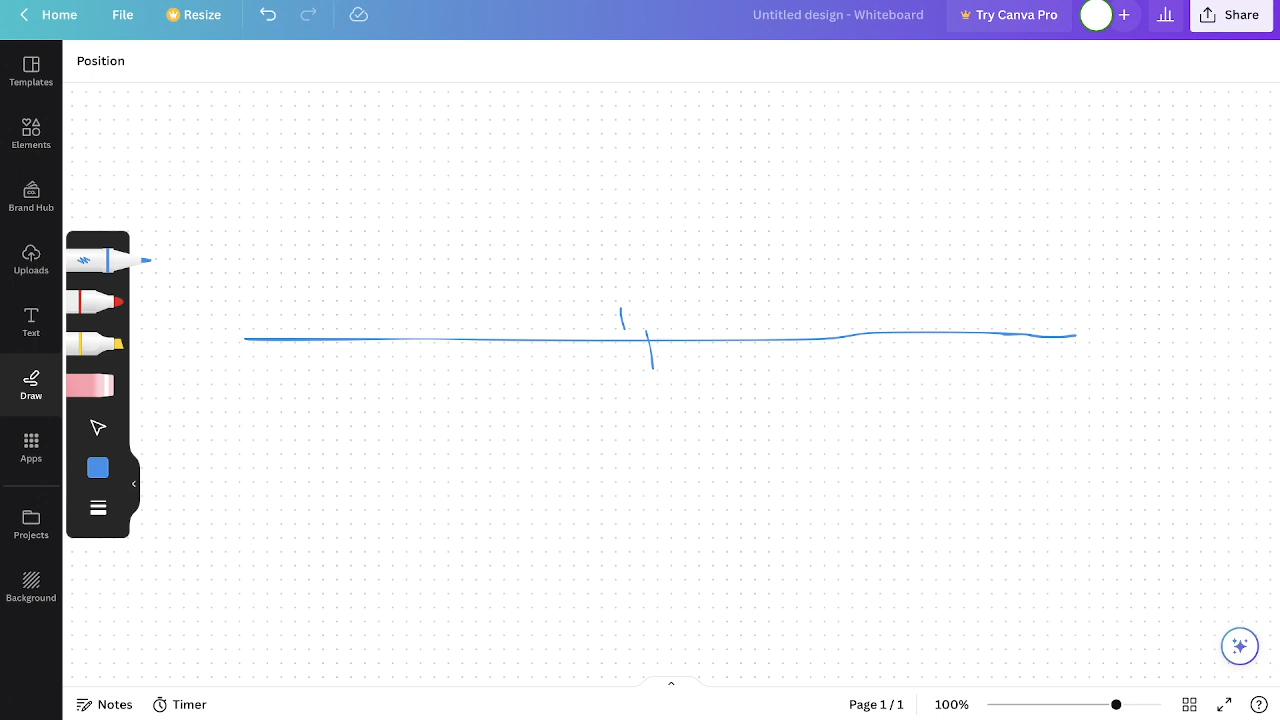 Home File Resize Untitled design - Whiteboard Try Canva Pro Share
Position
Templates
Elements
CO.
Brand Hub
Uploads
Text
Draw
Apps
Projects
Background
Notes Timer Page 1 / 1 100%